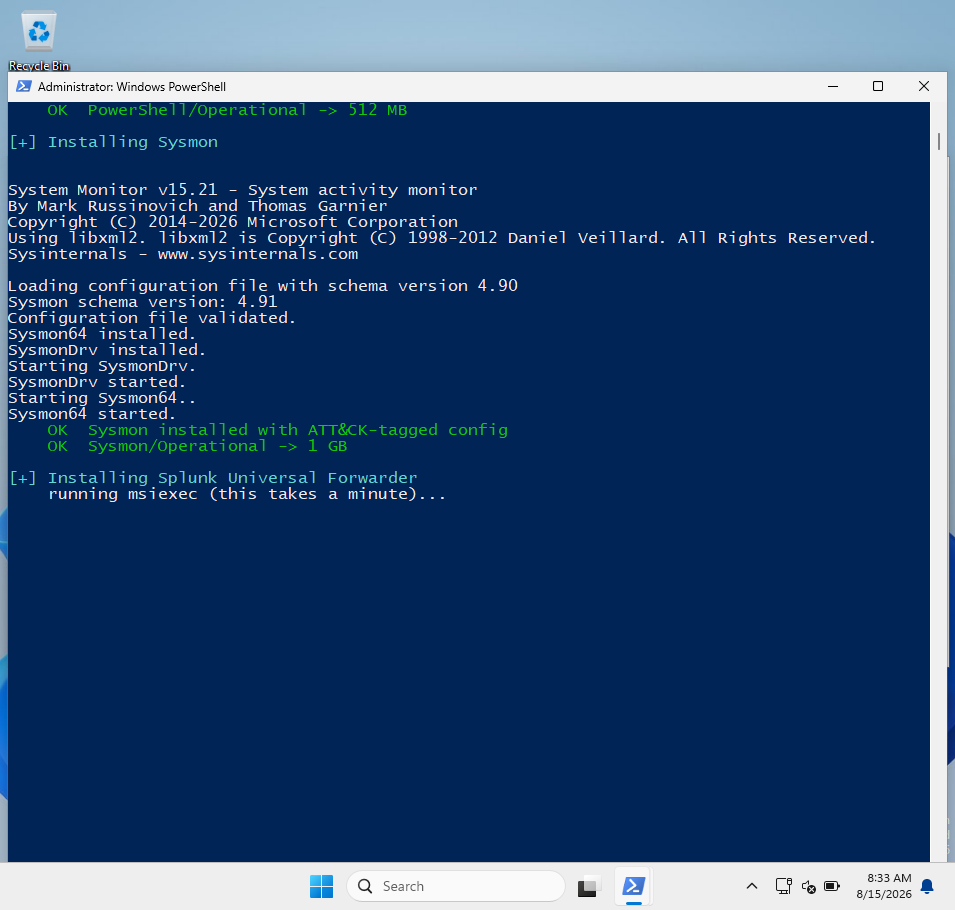 Recycle Bin
Administrator: Windows PowerShell
OK PowerShell/Operational -> 512 MB
[+] Installing Sysmon
System Monitor v15.21 - System activity monitor
By Mark Russinovich and Thomas Garnier
Copyright (C) 2014-2026 Microsoft Corporation
Using libxml2. libxml2 is Copyright (C) 1998-2012 Daniel Veillard. All Rights Reserved.
Sysinternals - www.sysinternals.com
Loading configuration file with schema version 4.90
Sysmon schema version: 4.91
Configuration file validated.
Sysmon64 installed.
SysmonDrv installed.
Starting SysmonDrv.
SysmonDrv started.
Starting Sysmon64..
Sysmon64 started.
OK Sysmon installed with ATT&CK-tagged config
OK Sysmon/Operational -> 1 GB
[+] Installing Splunk Universal Forwarder
running msiexec (this takes a minute)...
Search
8:33 AM
8/15/2026